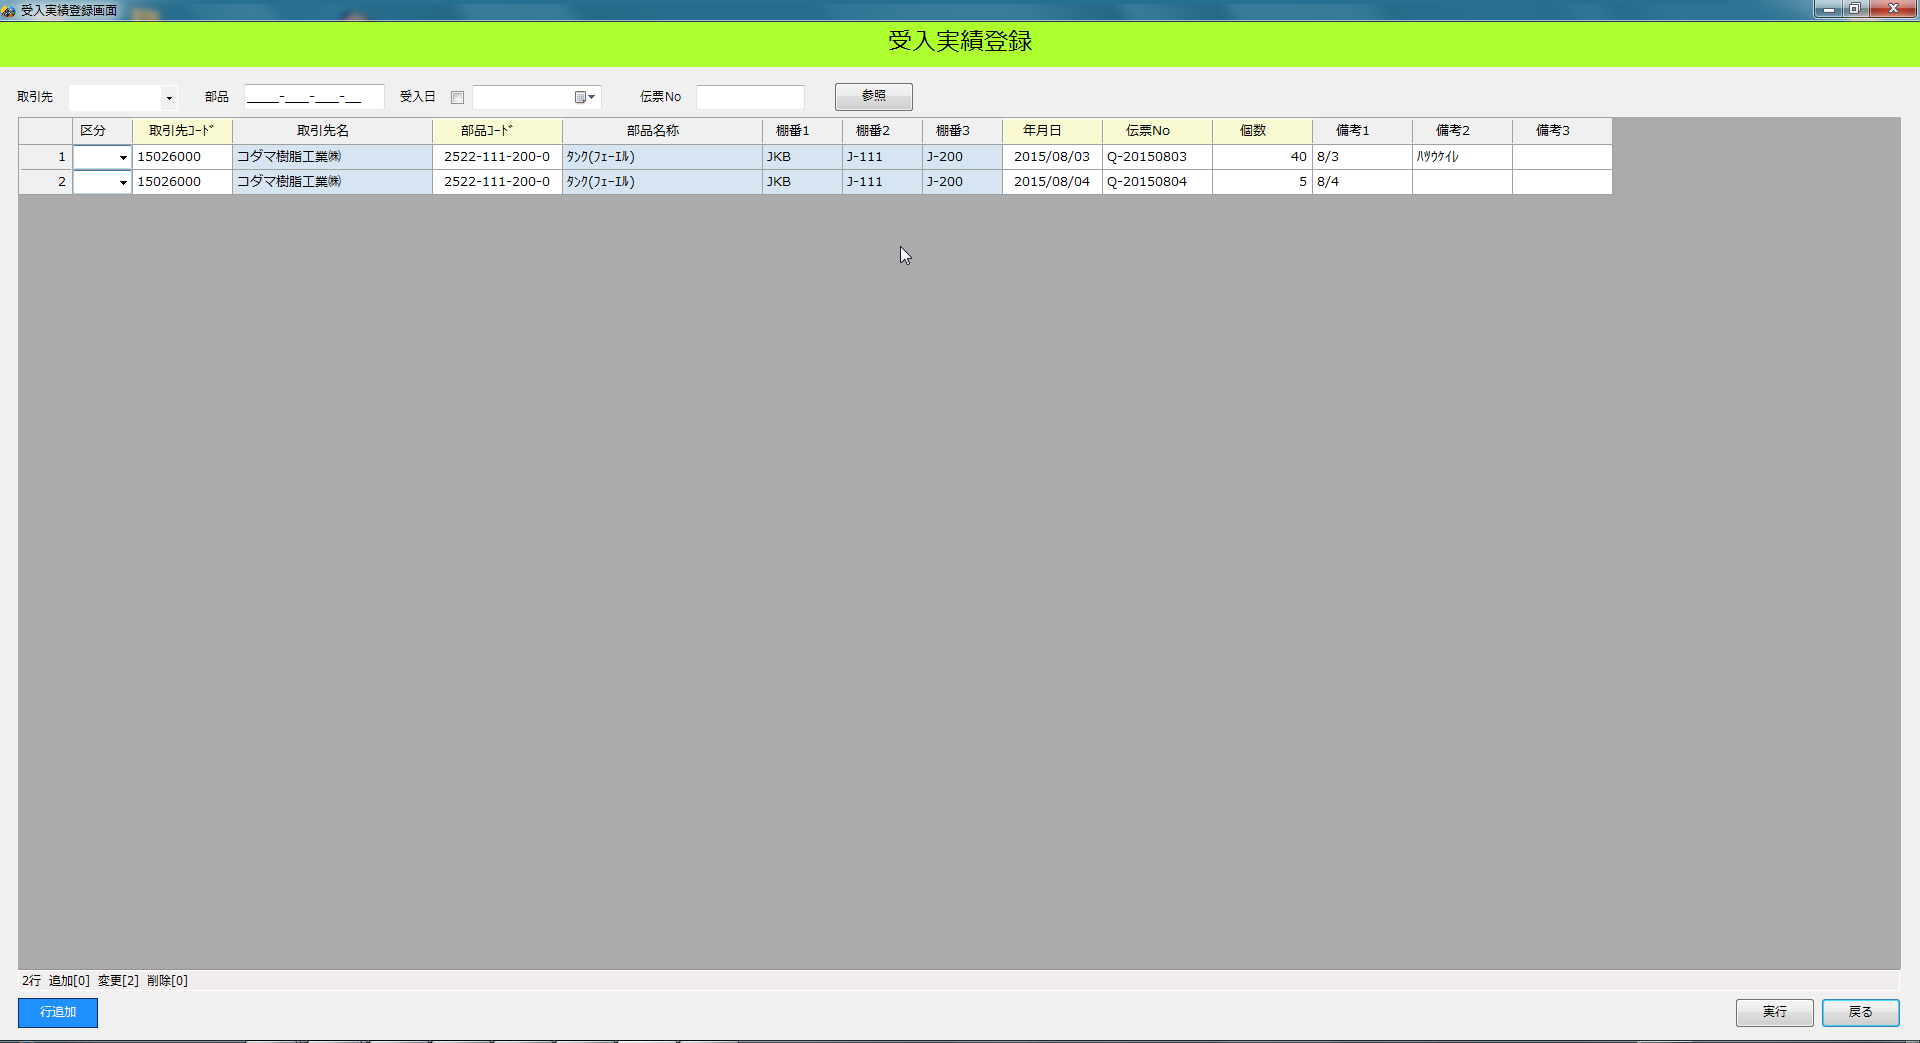 受入実績登録画面
受入実績登録
取引先 部品 ____-___-___-__ 受入日 伝票No 参照
区分 取引先ｺｰﾄﾞ 取引先名 部品ｺｰﾄﾞ 部品名称 棚番1 棚番2 棚番3 年月日 伝票No 個数 備考1 備考2 備考3
1 15026000 コダマ樹脂工業㈱ 2522-111-200-0 ﾀﾝｸ(ﾌｭｰｴﾙ) JKB J-111 J-200 2015/08/03 Q-20150803 40 8/3 ﾊﾂｳｹｲﾚ
2 15026000 コダマ樹脂工業㈱ 2522-111-200-0 ﾀﾝｸ(ﾌｭｰｴﾙ) JKB J-111 J-200 2015/08/04 Q-20150804 5 8/4
2行 追加[0] 変更[2] 削除[0]
行追加 実行 戻る